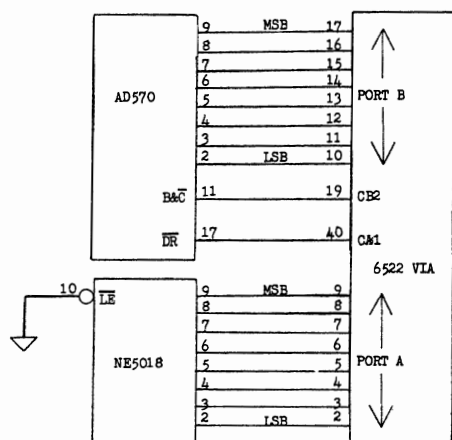 9 MSB 17
8 16
7 15
6 14
AD570
5 13
PORT B
4 12
3 11
2 LSB 10
B&C̅ 11 19 CB2
D̅R̅ 17 40 CA1
6522 VIA
10 L̅E̅
9 MSB 9
8 8
7 7
6 6
NE5018
5 5
PORT A
4 4
3 3
2 LSB 2